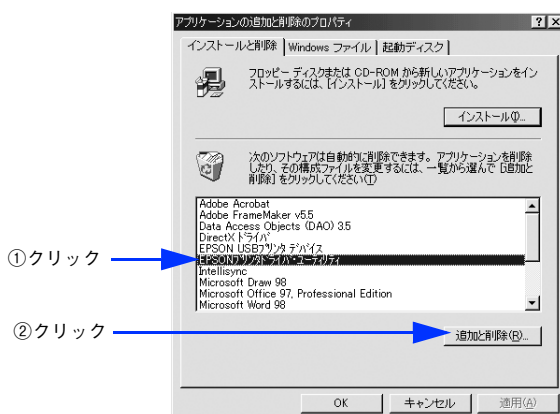 アプリケーションの追加と削除のプロパティ
インストールと削除 Windows ファイル 起動ディスク
フロッピー ディスクまたは CD-ROM から新しいアプリケーションをイン
ストールするには、[インストール] をクリックしてください。
インストール(I)...
次のソフトウェアは自動的に削除できます。アプリケーションを削除
したり、その構成ファイルを変更するには、一覧から選んで [追加と
削除] をクリックしてください(T)
Adobe Acrobat
Adobe FrameMaker v5.5
Data Access Objects (DAO) 3.5
DirectX ドライバ
EPSON USBプリンタ デバイス
①クリック
EPSONプリンタドライバ・ユーティリティ
Intellisync
Microsoft Draw 98
Microsoft Office 97, Professional Edition
Microsoft Word 98
②クリック
追加と削除(R)...
OK キャンセル 適用(A)